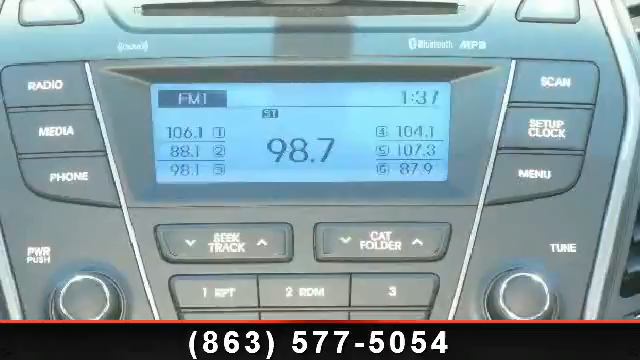 Bluetooth MP3
RADIO
SCAN
FM1 1:37
ST
MEDIA
SETUP
CLOCK
106.1 1
88.1 2
98.1 3
98.7
4 104.1
5 107.3
6 87.9
PHONE
MENU
PWR
PUSH
SEEK
TRACK
CAT
FOLDER
TUNE
1 RPT
2 RDM
3
(863) 577-5054